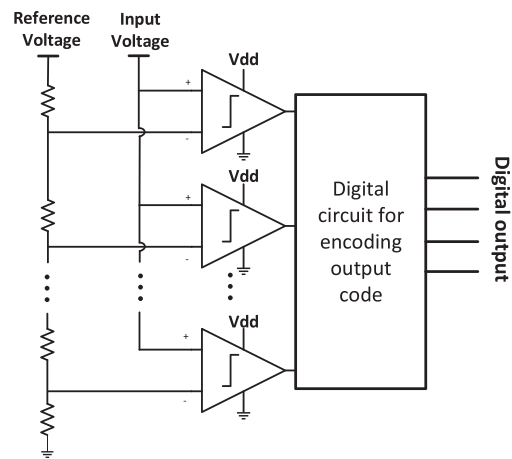 Reference
Voltage
Input
Voltage
Vdd
+
-
Vdd
+
-
Vdd
+
-
Digital
circuit for
encoding
output
code
Digital output